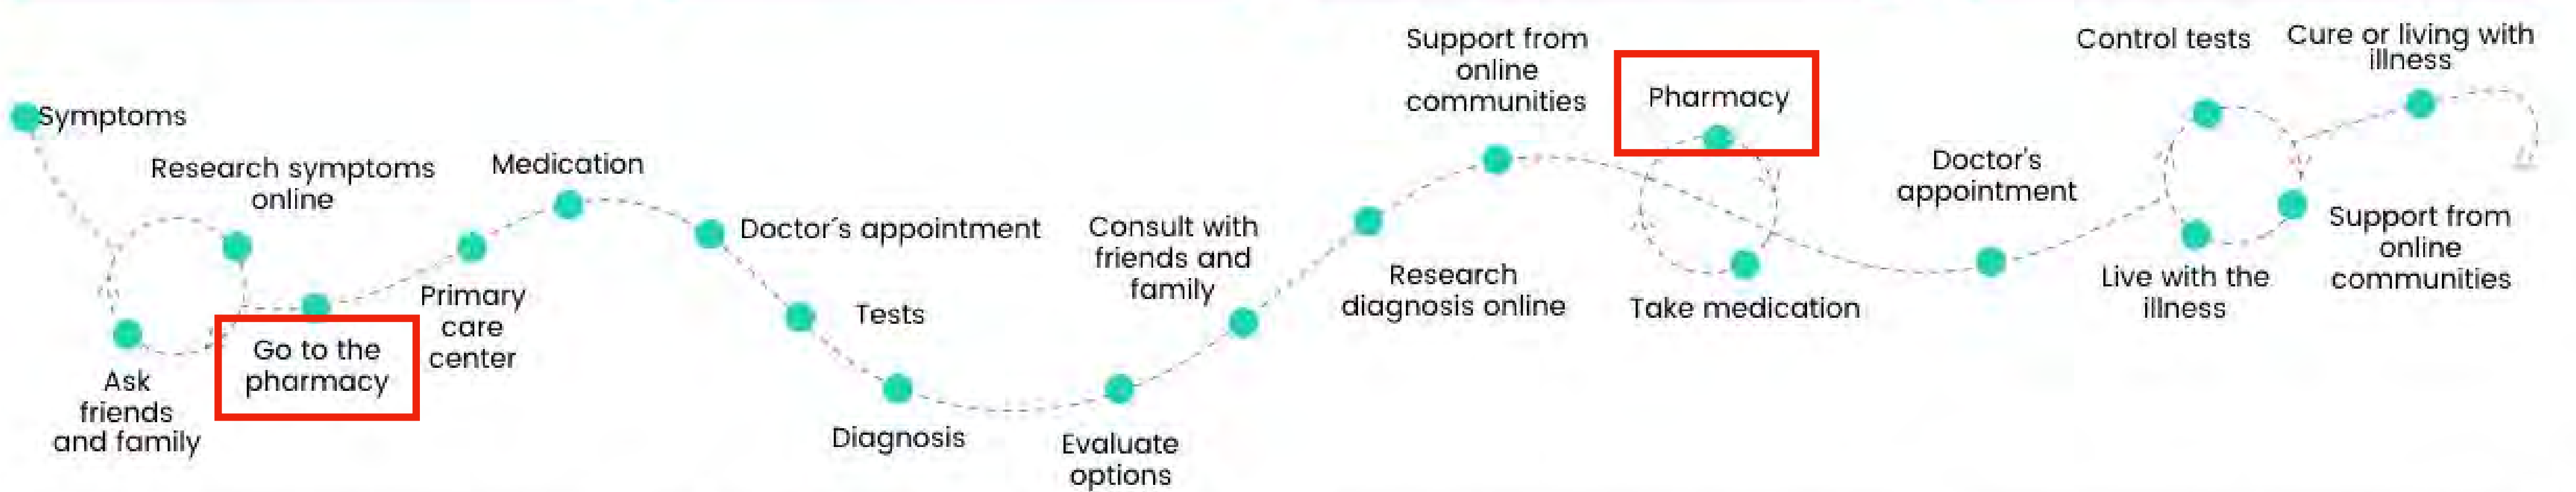 Symptoms
Research symptoms
online
Ask
friends
and family
Go to the
pharmacy
Primary
care
center
Medication
Doctor´s appointment
Tests
Diagnosis
Evaluate
options
Consult with
friends and
family
Research
diagnosis online
Support from
online
communities
Pharmacy
Take medication
Doctor's
appointment
Control tests
Live with the
illness
Support from
online
communities
Cure or living with
illness